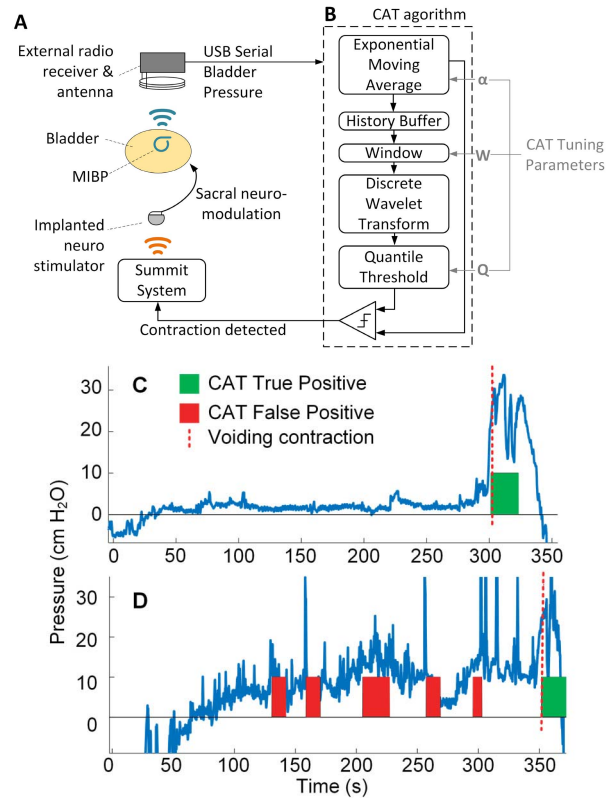 A
External radio
receiver &
antenna
USB Serial
Bladder
Pressure
Bladder
MIBP
Sacral neuro-
modulation
Implanted
neuro
stimulator
Summit
System
Contraction detected
B
CAT agorithm
Exponential
Moving
Average
History Buffer
Window
Discrete
Wavelet
Transform
Quantile
Threshold
α
W
Q
CAT Tuning
Parameters
C
CAT True Positive
CAT False Positive
Voiding contraction
30
20
10
0
0
50
100
150
200
250
300
350
Pressure (cm H₂O)
D
30
20
10
0
0
50
100
150
200
250
300
350
Time (s)